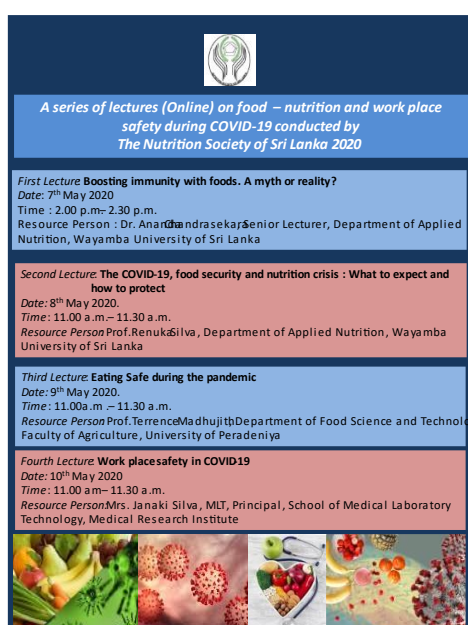 A series of lectures (Online) on food – nutrition and work place
safety during COVID-19 conducted by
The Nutrition Society of Sri Lanka 2020
First Lecture: Boosting immunity with foods. A myth or reality?
Date: 7th May 2020
Time : 2.00 p.m– 2.30 p.m.
Resource Person : Dr. Ananda Chandrasekara, Senior Lecturer, Department of Applied
Nutrition, Wayamba University of Sri Lanka
Second Lecture: The COVID-19, food security and nutrition crisis : What to expect and
how to protect
Date: 8th May 2020.
Time: 11.00 a.m.– 11.30 a.m.
Resource Person: Prof.Renuka Silva, Department of Applied Nutrition, Wayamba
University of Sri Lanka.
Third Lecture: Eating Safe during the pandemic
Date: 9th May 2020.
Time: 11.00a.m .– 11.30 a.m.
Resource Person: Prof.Terrence Madhujith, Department of Food Science and Technolo
Faculty of Agriculture, University of Peradeniya
Fourth Lecture: Work place safety in COVID-19
Date: 10th May 2020
Time: 11.00 am– 11.30 a.m.
Resource Person: Mrs. Janaki Silva, MLT, Principal, School of Medical Laboratory
Technology, Medical Research Institute